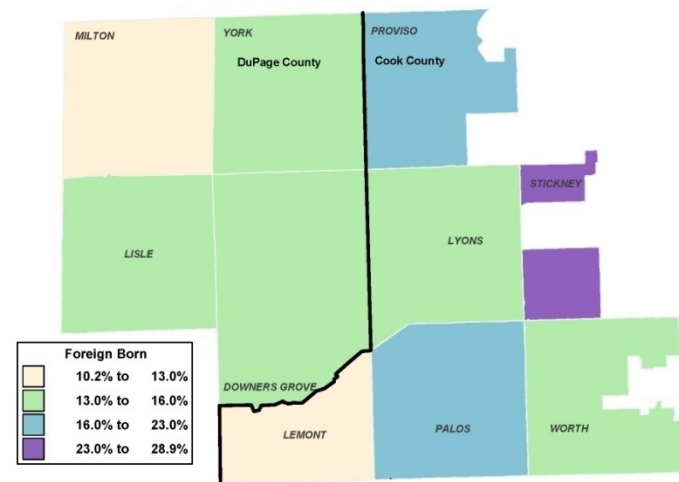 MILTON
YORK
PROVISO
DuPage County
Cook County
STICKNEY
LISLE
LYONS
DOWNERS GROVE
LEMONT
PALOS
WORTH
Foreign Born
10.2% to 13.0%
13.0% to 16.0%
16.0% to 23.0%
23.0% to 28.9%